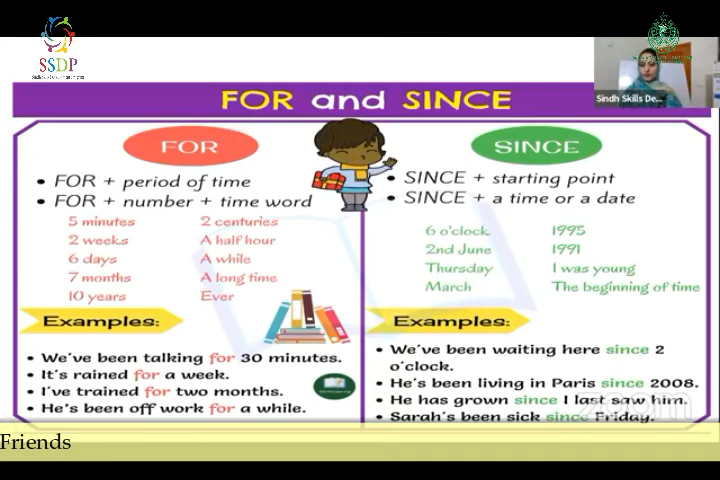 SSDP
Sindh Skills De...
FOR and SINCE
FOR
• FOR + period of time
• FOR + number + time word
5 minutes 2 centuries
2 weeks A half hour
6 days A while
7 months A long time
10 years Ever
Examples:
• We've been talking for 30 minutes.
• It's rained for a week.
• I've trained for two months.
• He's been off work for a while.
SINCE
• SINCE + starting point
• SINCE + a time or a date
6 o'clock 1995
2nd June 1991
Thursday I was young
March The beginning of time
Examples:
• We've been waiting here since 2
o'clock.
• He's been living in Paris since 2008.
• He has grown since I last saw him.
• Sarah's been sick since Friday.
zoom
Friends